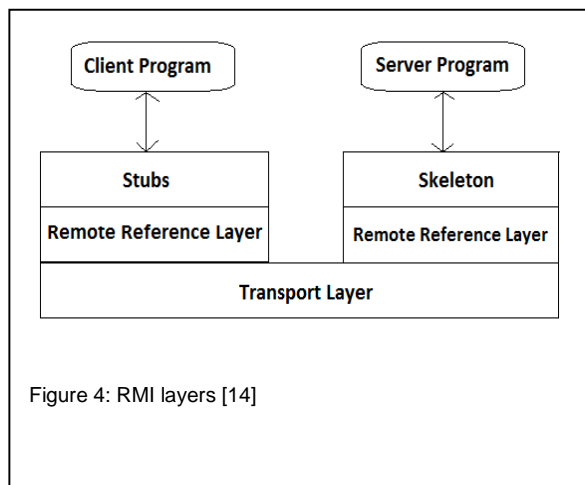 Client Program
Server Program
Stubs
Skeleton
Remote Reference Layer
Remote Reference Layer
Transport Layer
Figure 4: RMI layers [14]